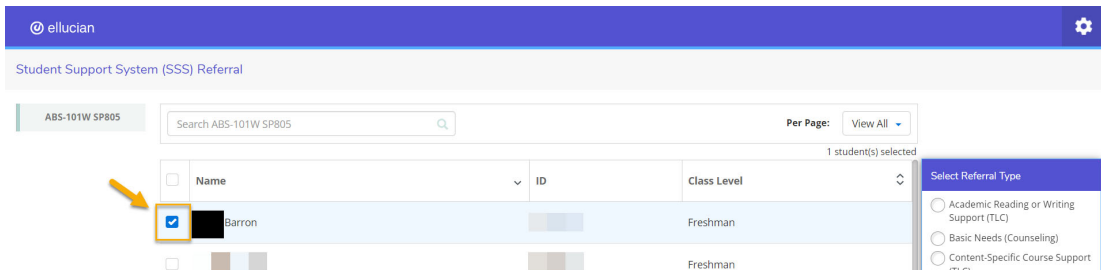 ellucian
Student Support System (SSS) Referral
ABS-101W SP805
Search ABS-101W SP805
Per Page: View All
1 student(s) selected
Name ID Class Level
Barron Freshman
Freshman
Select Referral Type
Academic Reading or Writing
Support (TLC)
Basic Needs (Counseling)
Content-Specific Course Support